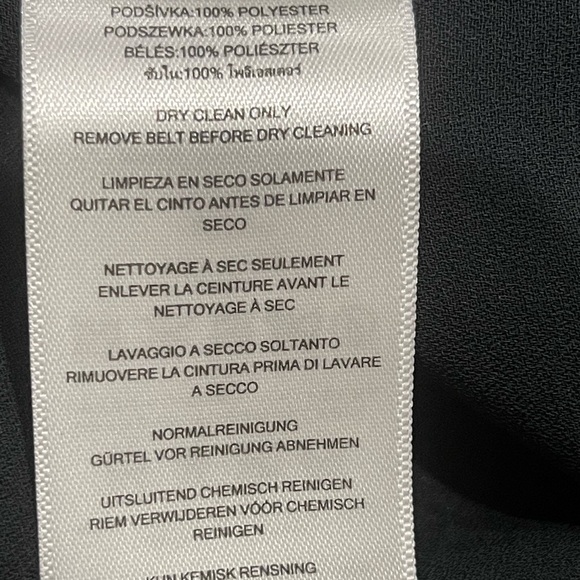 PODŠÍVKA:100% POLYESTER
PODSZEWKA:100% POLIESTER
BÉLÉS:100% POLIÉSZTER
ซับใน:100% โพลีเอสเตอร์
DRY CLEAN ONLY
REMOVE BELT BEFORE DRY CLEANING
LIMPIEZA EN SECO SOLAMENTE
QUITAR EL CINTO ANTES DE LIMPIAR EN
SECO
NETTOYAGE À SEC SEULEMENT
ENLEVER LA CEINTURE AVANT LE
NETTOYAGE À SEC
LAVAGGIO A SECCO SOLTANTO
RIMUOVERE LA CINTURA PRIMA DI LAVARE
A SECCO
NORMALREINIGUNG
GÜRTEL VOR REINIGUNG ABNEHMEN
UITSLUITEND CHEMISCH REINIGEN
RIEM VERWIJDEREN VÓÓR CHEMISCH
REINIGEN
KUN KEMISK RENSNING